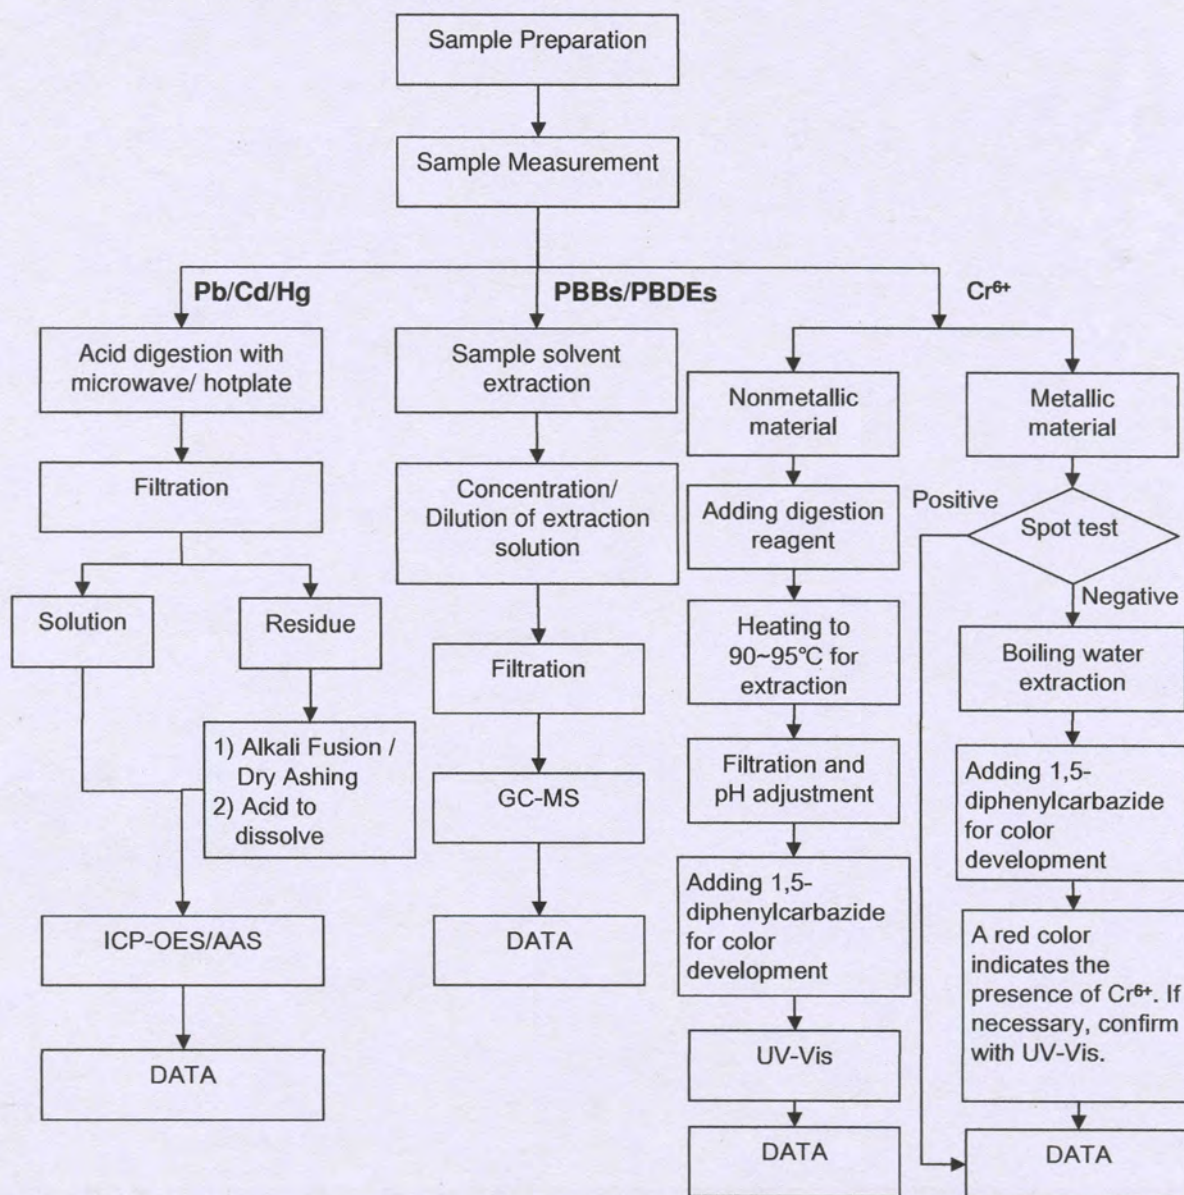 Sample Preparation
Sample Measurement
Pb/Cd/Hg
PBBs/PBDEs
Cr⁶⁺
Acid digestion with
microwave/ hotplate
Filtration
Solution
Residue
1) Alkali Fusion /
Dry Ashing
2) Acid to
dissolve
ICP-OES/AAS
DATA
Sample solvent
extraction
Concentration/
Dilution of extraction
solution
Filtration
GC-MS
DATA
Nonmetallic
material
Adding digestion
reagent
Heating to
90~95℃ for
extraction
Filtration and
pH adjustment
Adding 1,5-
diphenylcarbazide
for color
development
UV-Vis
DATA
Metallic
material
Positive
Spot test
Negative
Boiling water
extraction
Adding 1,5-
diphenylcarbazide
for color
development
A red color
indicates the
presence of Cr⁶⁺. If
necessary, confirm
with UV-Vis.
DATA